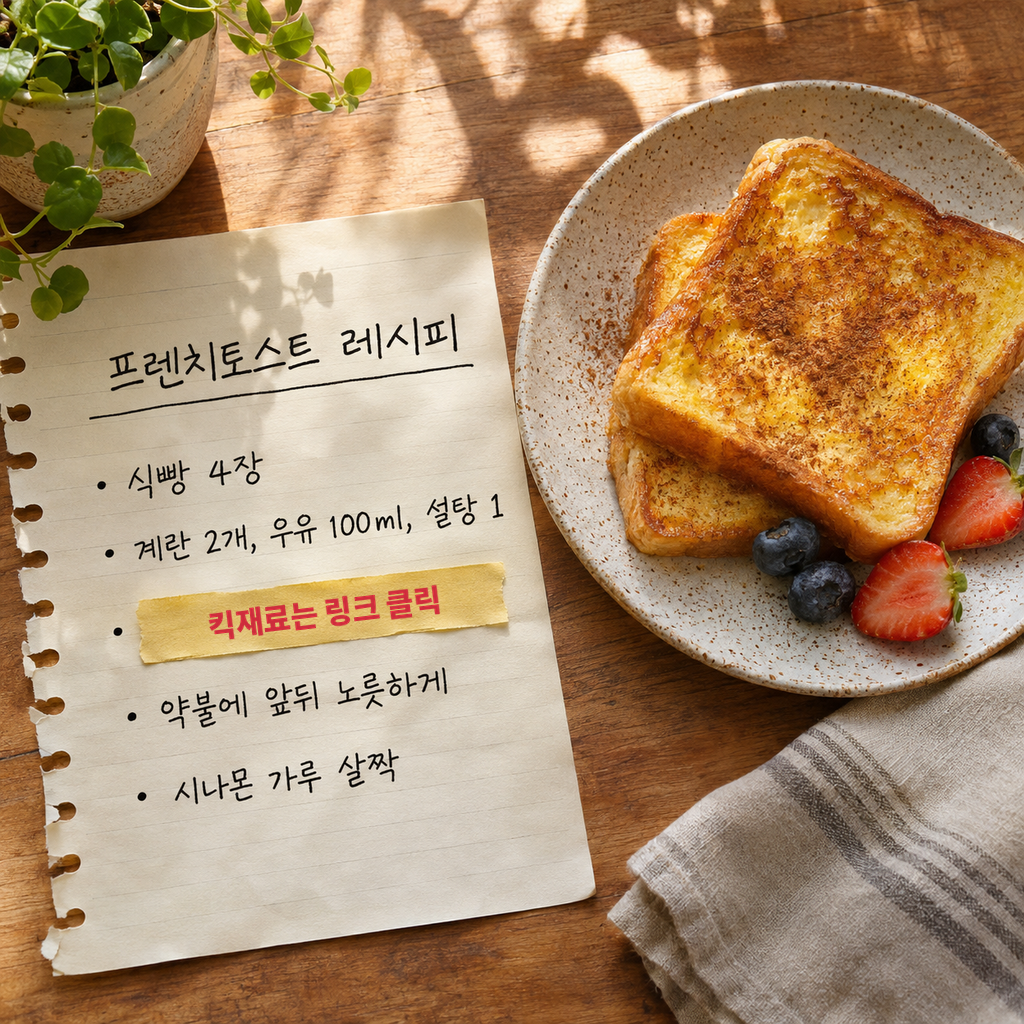 프렌치토스트 레시피
• 식빵 4장
• 계란 2개, 우유 100ml, 설탕 1
• 킥재료는 링크 클릭
• 약불에 앞뒤 노릇하게
• 시나몬 가루 살짝